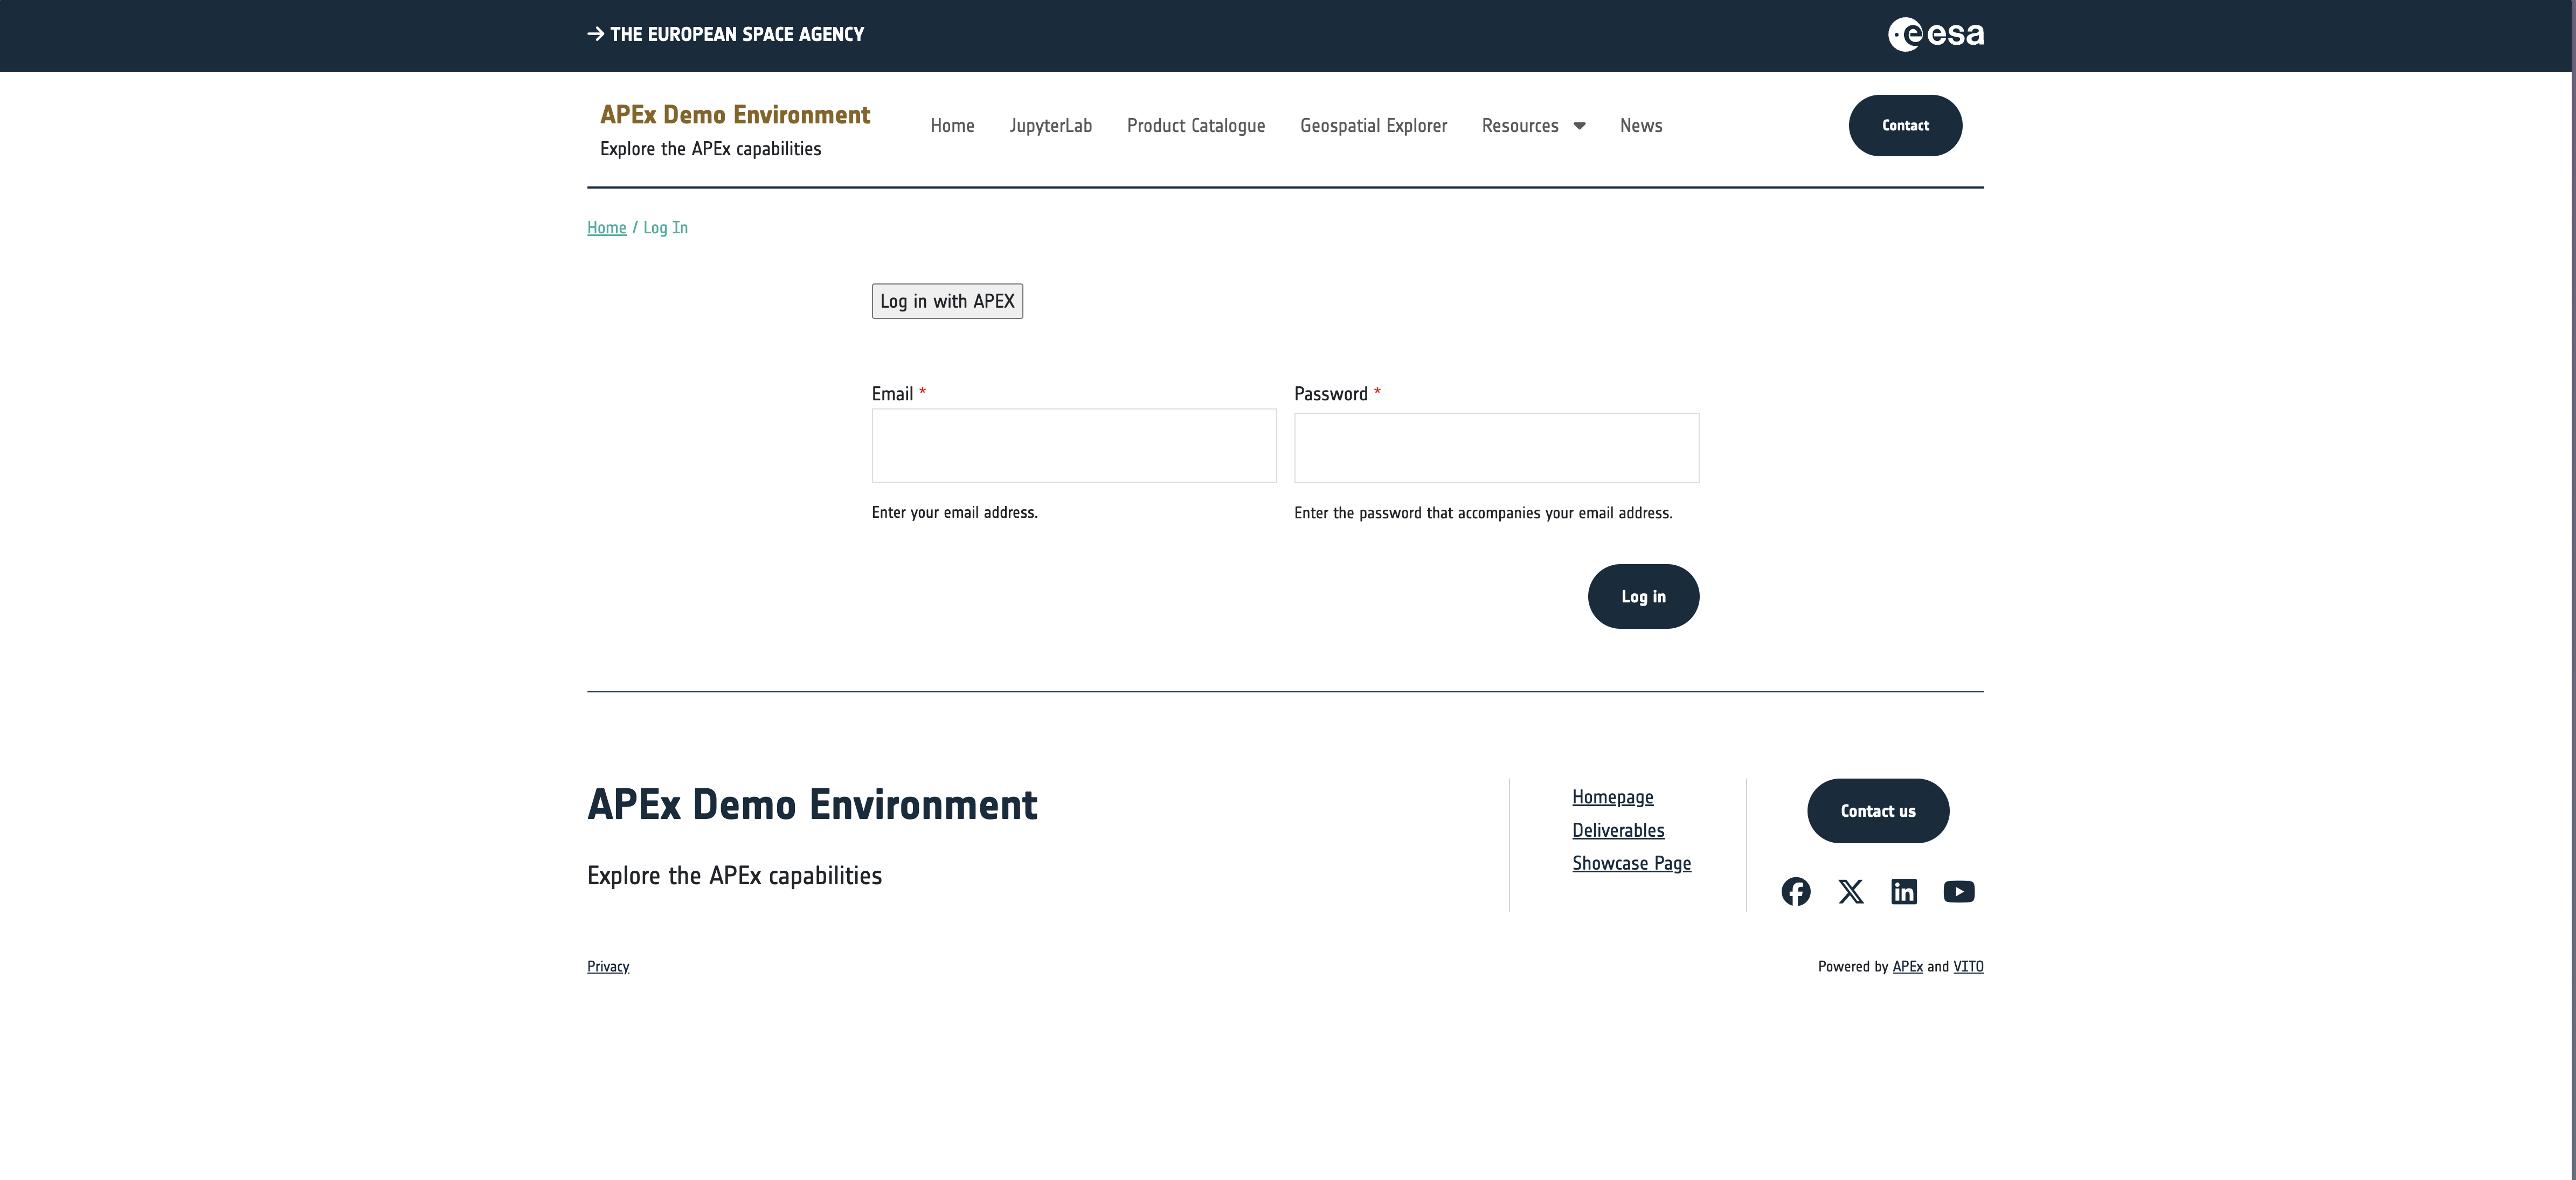 → THE EUROPEAN SPACE AGENCY
esa
APEx Demo Environment
Explore the APEx capabilities
Home JupyterLab Product Catalogue Geospatial Explorer Resources News
Contact
Home / Log In
Log in with APEX
Email *
Enter your email address.
Password *
Enter the password that accompanies your email address.
Log in
APEx Demo Environment
Explore the APEx capabilities
Homepage
Deliverables
Showcase Page
Contact us
Privacy
Powered by APEx and VITO